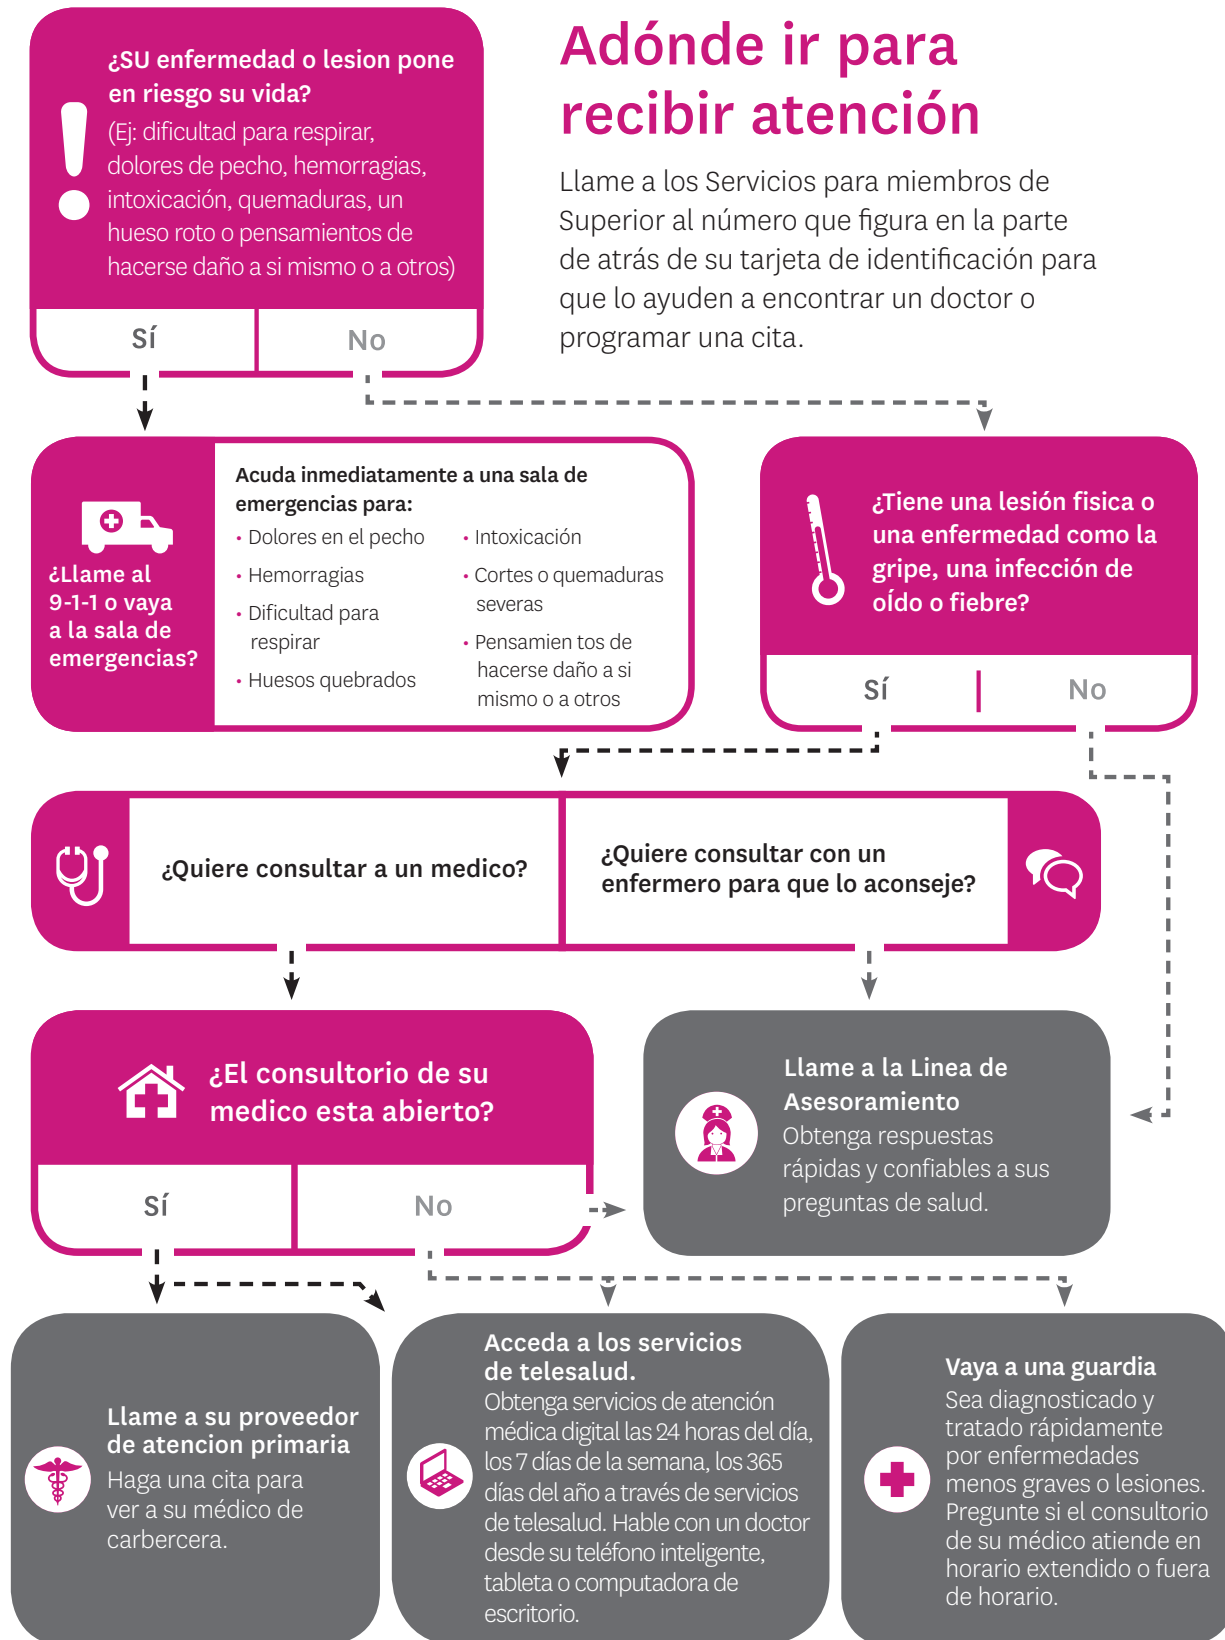 ¿SU enfermedad o lesion pone
en riesgo su vida?
(Ej: dificultad para respirar,
dolores de pecho, hemorragias,
intoxicación, quemaduras, un
hueso roto o pensamientos de
hacerse daño a si mismo o a otros)
Sí
No
Adónde ir para
recibir atención
Llame a los Servicios para miembros de
Superior al número que figura en la parte
de atrás de su tarjeta de identificación para
que lo ayuden a encontrar un doctor o
programar una cita.
¿Llame al
9-1-1 o vaya
a la sala de
emergencias?
Acuda inmediatamente a una sala de
emergencias para:
• Dolores en el pecho
• Hemorragias
• Dificultad para
respirar
• Huesos quebrados
• Intoxicación
• Cortes o quemaduras
severas
• Pensamien tos de
hacerse daño a si
mismo o a otros
¿Tiene una lesión fisica o
una enfermedad como la
gripe, una infección de
oÍdo o fiebre?
Sí
No
¿Quiere consultar a un medico?
¿Quiere consultar con un
enfermero para que lo aconseje?
¿El consultorio de su
medico esta abierto?
Sí
No
Llame a la Linea de
Asesoramiento
Obtenga respuestas
rápidas y confiables a sus
preguntas de salud.
Llame a su proveedor
de atencion primaria
Haga una cita para
ver a su médico de
carbercera.
Acceda a los servicios
de telesalud.
Obtenga servicios de atención
médica digital las 24 horas del día,
los 7 días de la semana, los 365
días del año a través de servicios
de telesalud. Hable con un doctor
desde su teléfono inteligente,
tableta o computadora de
escritorio.
Vaya a una guardia
Sea diagnosticado y
tratado rápidamente
por enfermedades
menos graves o lesiones.
Pregunte si el consultorio
de su médico atiende en
horario extendido o fuera
de horario.